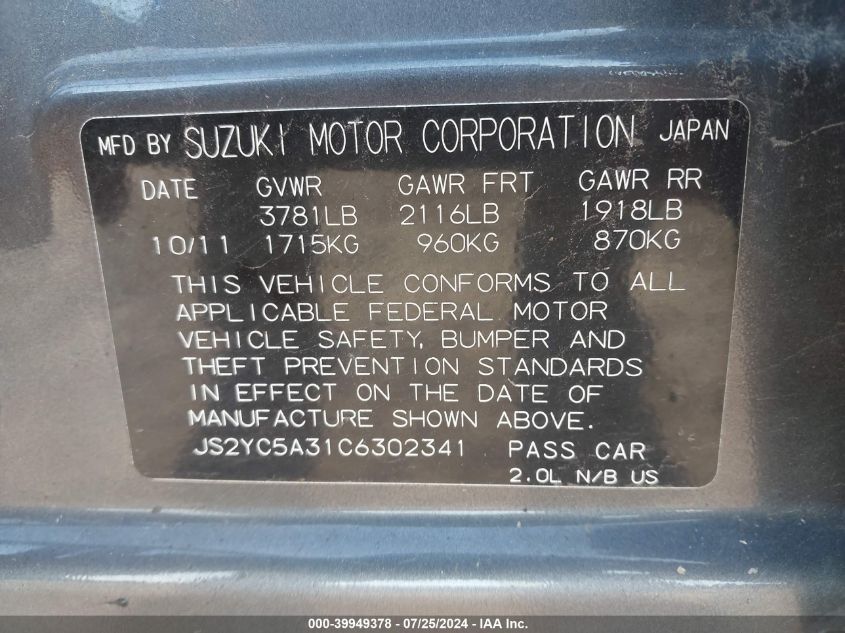 MFD BY SUZUKI MOTOR CORPORATION JAPAN
DATE GVWR GAWR FRT GAWR RR
3781LB 2116LB 1918LB
10/11 1715KG 960KG 870KG
THIS VEHICLE CONFORMS TO ALL
APPLICABLE FEDERAL MOTOR
VEHICLE SAFETY, BUMPER AND
THEFT PREVENTION STANDARDS
IN EFFECT ON THE DATE OF
MANUFACTURE SHOWN ABOVE.
JS2YC5A31C6302341 PASS CAR
2.0L N/B US
000-39949378 - 07/25/2024 - IAA Inc.